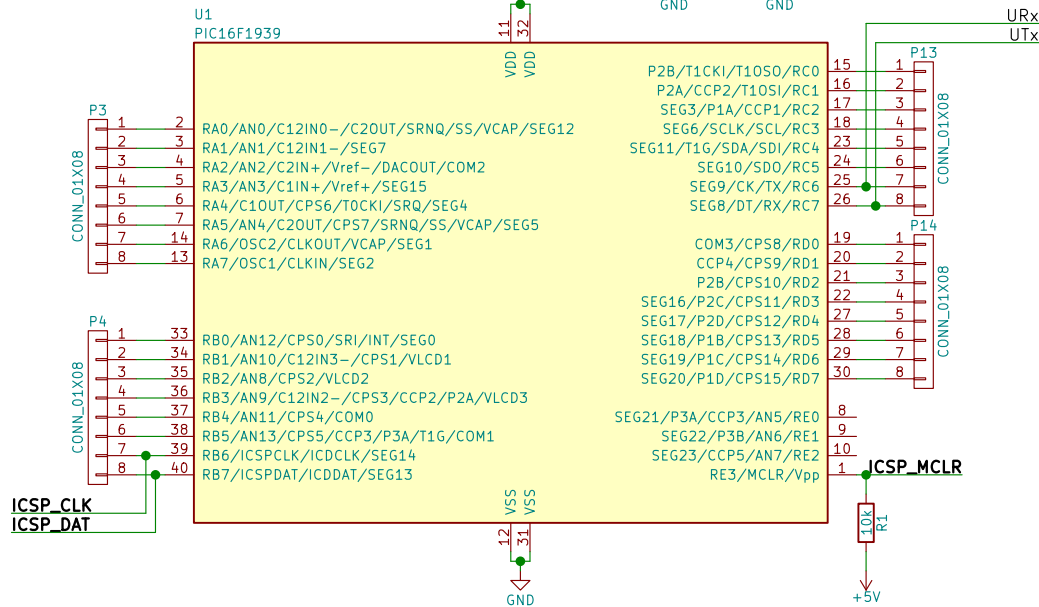 GND GND
U1
PIC16F1939
11 32
VDD VDD
URx
UTx
P3
CONN_01X08
1 2 RA0/AN0/C12IN0-/C2OUT/SRNQ/SS/VCAP/SEG12
2 3 RA1/AN1/C12IN1-/SEG7
3 4 RA2/AN2/C2IN+/Vref-/DACOUT/COM2
4 5 RA3/AN3/C1IN+/Vref+/SEG15
5 6 RA4/C1OUT/CPS6/T0CKI/SRQ/SEG4
6 7 RA5/AN4/C2OUT/CPS7/SRNQ/SS/VCAP/SEG5
7 14 RA6/OSC2/CLKOUT/VCAP/SEG1
8 13 RA7/OSC1/CLKIN/SEG2
P4
CONN_01X08
1 33 RB0/AN12/CPS0/SRI/INT/SEG0
2 34 RB1/AN10/C12IN3-/CPS1/VLCD1
3 35 RB2/AN8/CPS2/VLCD2
4 36 RB3/AN9/C12IN2-/CPS3/CCP2/P2A/VLCD3
5 37 RB4/AN11/CPS4/COM0
6 38 RB5/AN13/CPS5/CCP3/P3A/T1G/COM1
7 39 RB6/ICSPCLK/ICDCLK/SEG14
8 40 RB7/ICSPDAT/ICDDAT/SEG13
ICSP_CLK
ICSP_DAT
P13
CONN_01X08
P2B/T1CKI/T1OSO/RC0 15 1
P2A/CCP2/T1OSI/RC1 16 2
SEG3/P1A/CCP1/RC2 17 3
SEG6/SCLK/SCL/RC3 18 4
SEG11/T1G/SDA/SDI/RC4 23 5
SEG10/SDO/RC5 24 6
SEG9/CK/TX/RC6 25 7
SEG8/DT/RX/RC7 26 8
P14
CONN_01X08
COM3/CPS8/RD0 19 1
CCP4/CPS9/RD1 20 2
P2B/CPS10/RD2 21 3
SEG16/P2C/CPS11/RD3 22 4
SEG17/P2D/CPS12/RD4 27 5
SEG18/P1B/CPS13/RD5 28 6
SEG19/P1C/CPS14/RD6 29 7
SEG20/P1D/CPS15/RD7 30 8
SEG21/P3A/CCP3/AN5/RE0 8
SEG22/P3B/AN6/RE1 9
SEG23/CCP5/AN7/RE2 10
RE3/MCLR/Vpp 1 ICSP_MCLR
10k R1
+5V
VSS VSS
12 31
GND